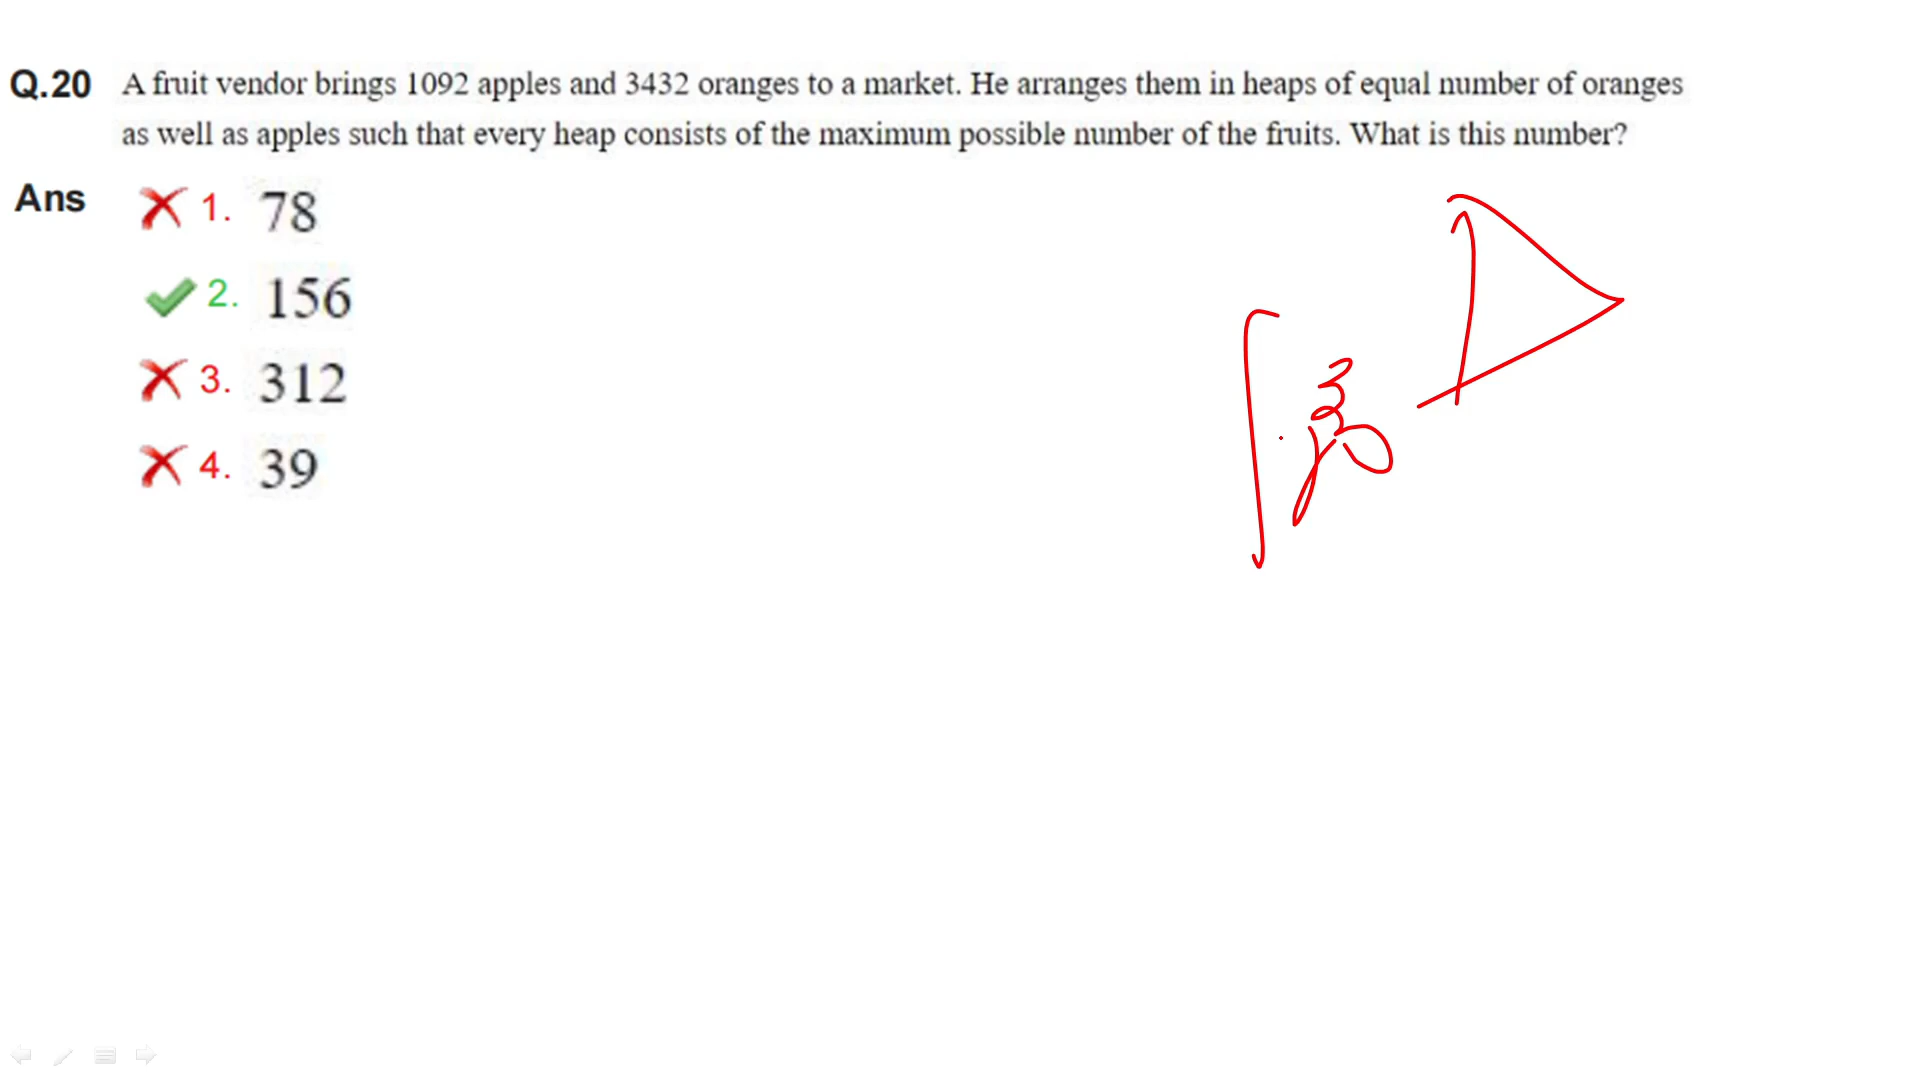 Q.20 A fruit vendor brings 1092 apples and 3432 oranges to a market. He arranges them in heaps of equal number of oranges
as well as apples such that every heap consists of the maximum possible number of the fruits. What is this number?
Ans 1. 78
2. 156
3. 312
4. 39